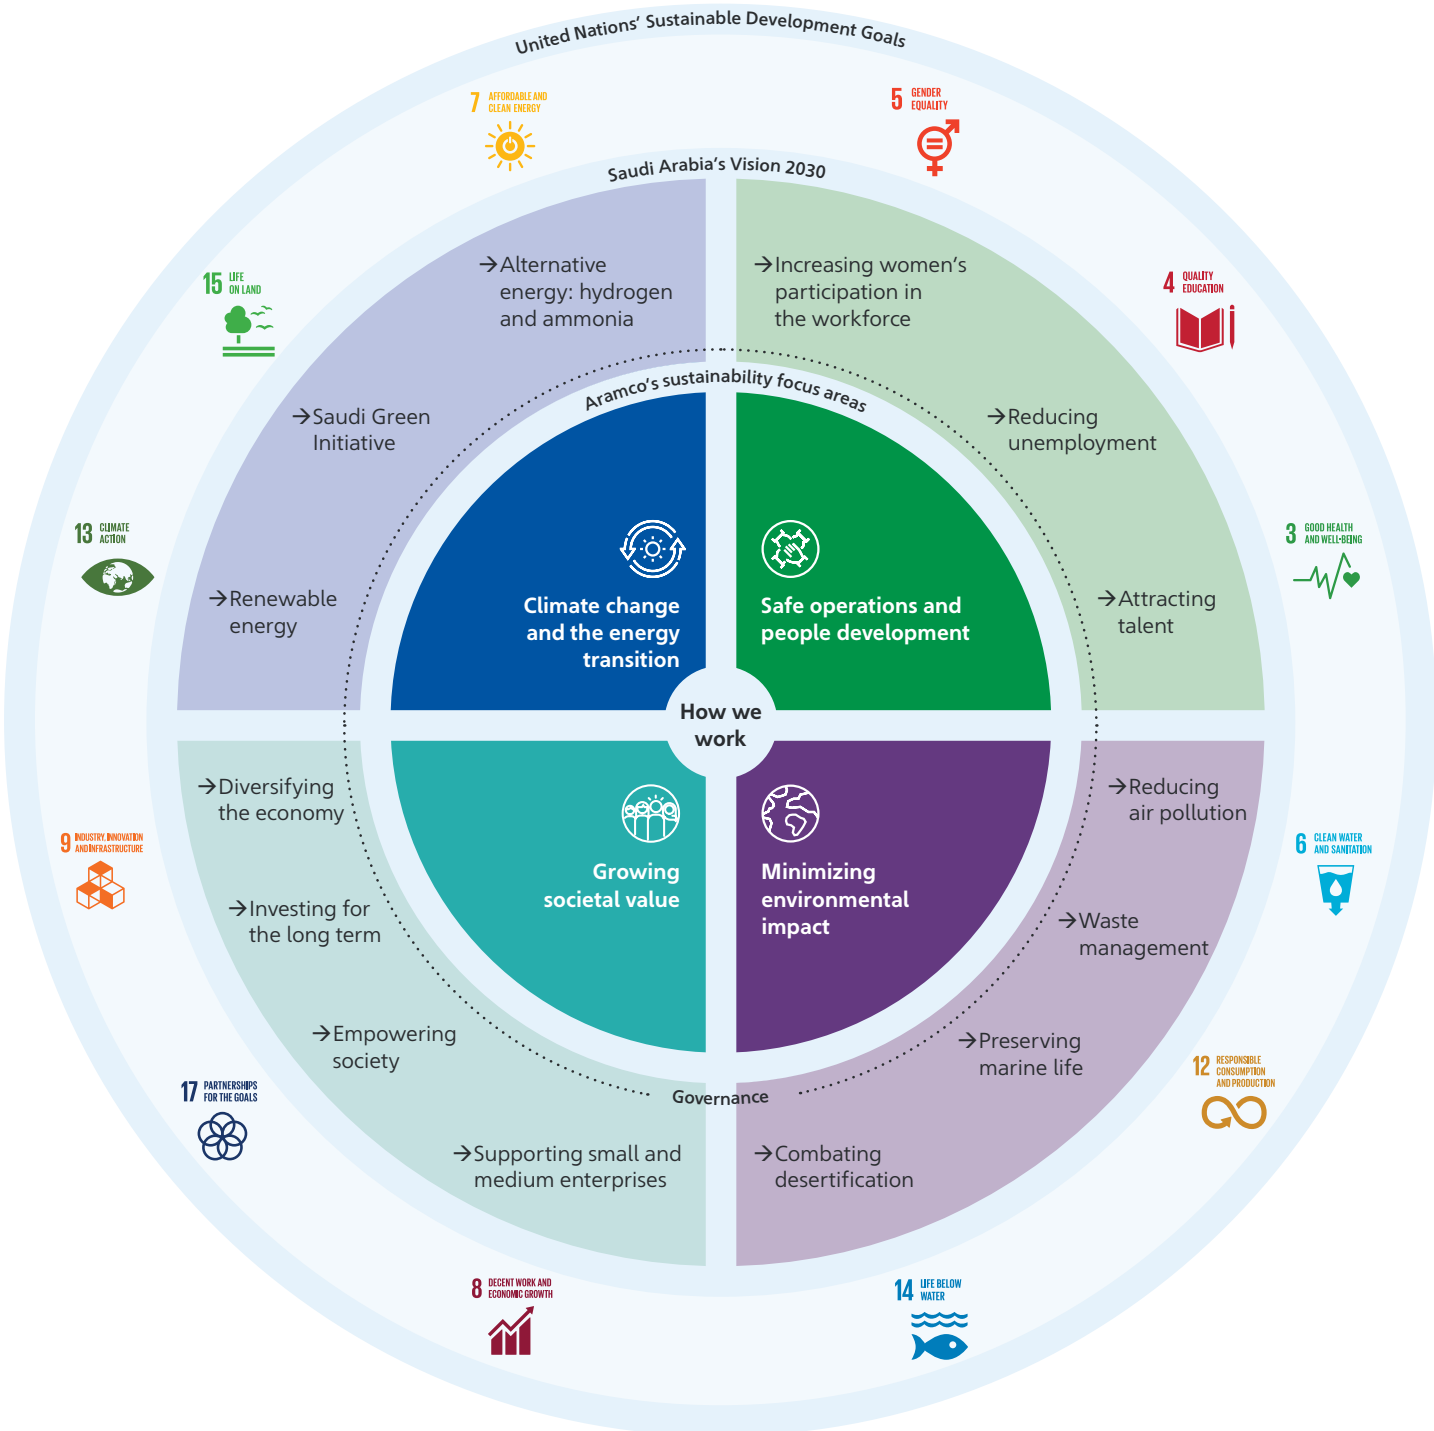 United Nations’ Sustainable Development Goals
7 AFFORDABLE AND
CLEAN ENERGY
5 GENDER
EQUALITY
15 LIFE
ON LAND
4 QUALITY
EDUCATION
13 CLIMATE
ACTION
3 GOOD HEALTH
AND WELL-BEING
9 INDUSTRY, INNOVATION
AND INFRASTRUCTURE
6 CLEAN WATER
AND SANITATION
17 PARTNERSHIPS
FOR THE GOALS
12 RESPONSIBLE
CONSUMPTION
AND PRODUCTION
8 DECENT WORK AND
ECONOMIC GROWTH
14 LIFE BELOW
WATER
Saudi Arabia’s Vision 2030
→Alternative
energy: hydrogen
and ammonia
→Saudi Green
Initiative
→Renewable
energy
→Increasing women’s
participation in
the workforce
→Reducing
unemployment
→Attracting
talent
→Diversifying
the economy
→Investing for
the long term
→Empowering
society
→Supporting small and
medium enterprises
→Reducing
air pollution
→Waste
management
→Preserving
marine life
→Combating
desertification
Aramco’s sustainability focus areas
Climate change
and the energy
transition
Safe operations and
people development
How we
work
Growing
societal value
Minimizing
environmental
impact
Governance